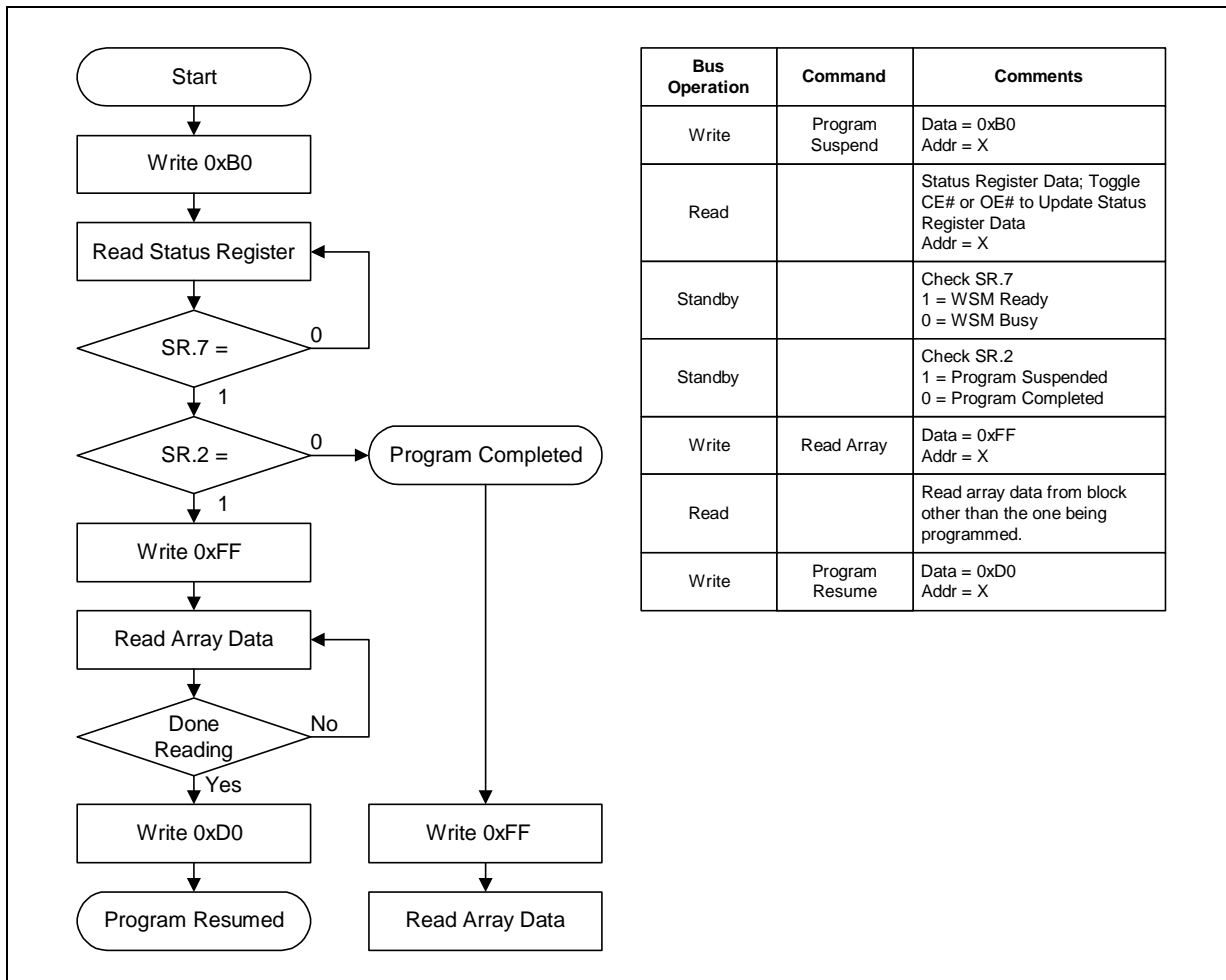 Start
Write 0xB0
Read Status Register
SR.7 =
0
1
SR.2 =
0
Program Completed
1
Write 0xFF
Read Array Data
Done
Reading
No
Yes
Write 0xD0
Write 0xFF
Program Resumed
Read Array Data
Bus
Operation
Command
Comments
Write
Program
Suspend
Data = 0xB0
Addr = X
Read
Status Register Data; Toggle
CE# or OE# to Update Status
Register Data
Addr = X
Standby
Check SR.7
1 = WSM Ready
0 = WSM Busy
Standby
Check SR.2
1 = Program Suspended
0 = Program Completed
Write
Read Array
Data = 0xFF
Addr = X
Read
Read array data from block
other than the one being
programmed.
Write
Program
Resume
Data = 0xD0
Addr = X